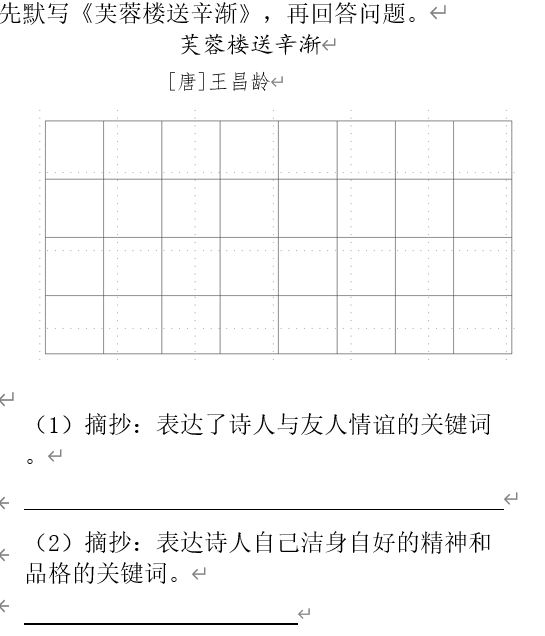 先默写《芙蓉楼送辛渐》，再回答问题。↵
芙蓉楼送辛渐↵
[唐]王昌龄↵
↵
（1）摘抄：表达了诗人与友人情谊的关键词
。↵
↵
（2）摘抄：表达诗人自己洁身自好的精神和
品格的关键词。↵
↵